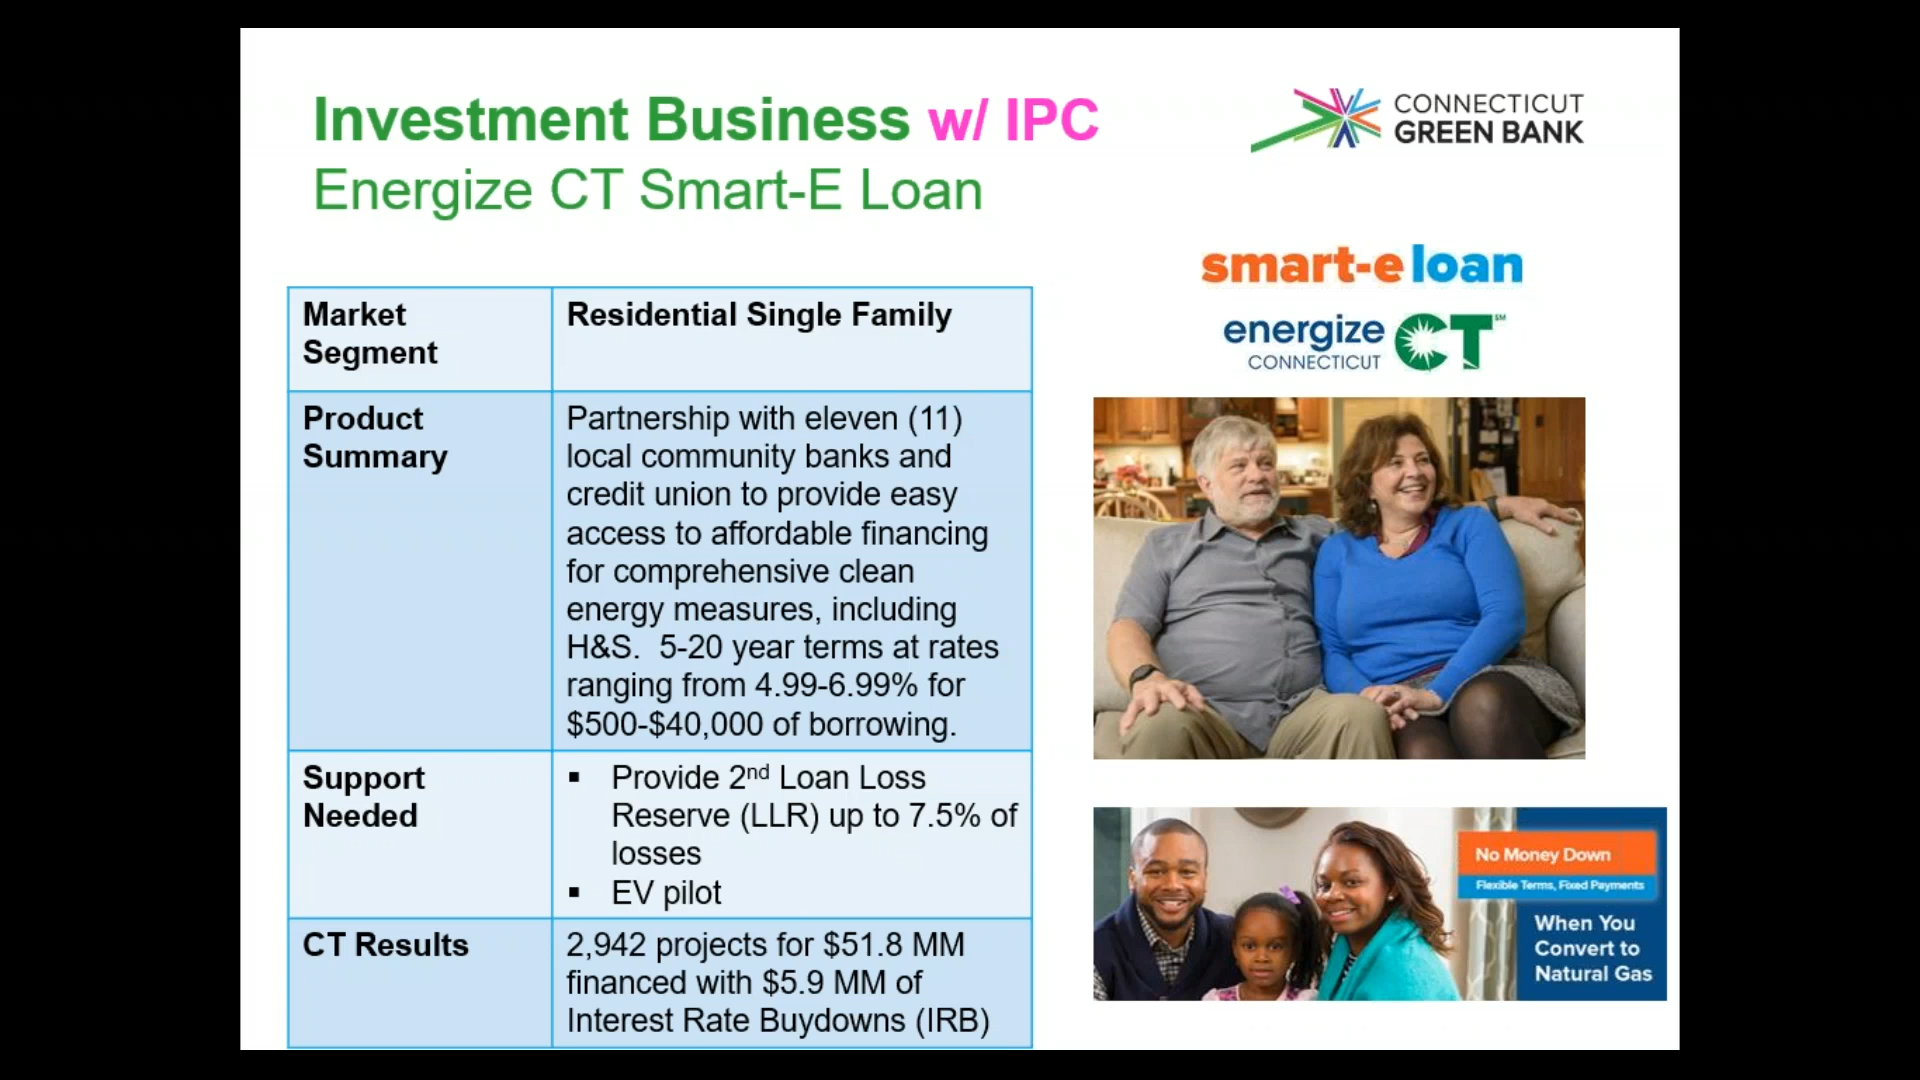 Investment Business w/ IPC
Energize CT Smart-E Loan
CONNECTICUT
GREEN BANK
smart-e loan
energize CT℠
CONNECTICUT
Market
Segment
Residential Single Family
Product
Summary
Partnership with eleven (11)
local community banks and
credit union to provide easy
access to affordable financing
for comprehensive clean
energy measures, including
H&S.  5-20 year terms at rates
ranging from 4.99-6.99% for
$500-$40,000 of borrowing.
Support
Needed
▪ Provide 2nd Loan Loss
Reserve (LLR) up to 7.5% of
losses
▪ EV pilot
CT Results
2,942 projects for $51.8 MM
financed with $5.9 MM of
Interest Rate Buydowns (IRB)
No Money Down
Flexible Terms, Fixed Payments
When You
Convert to
Natural Gas